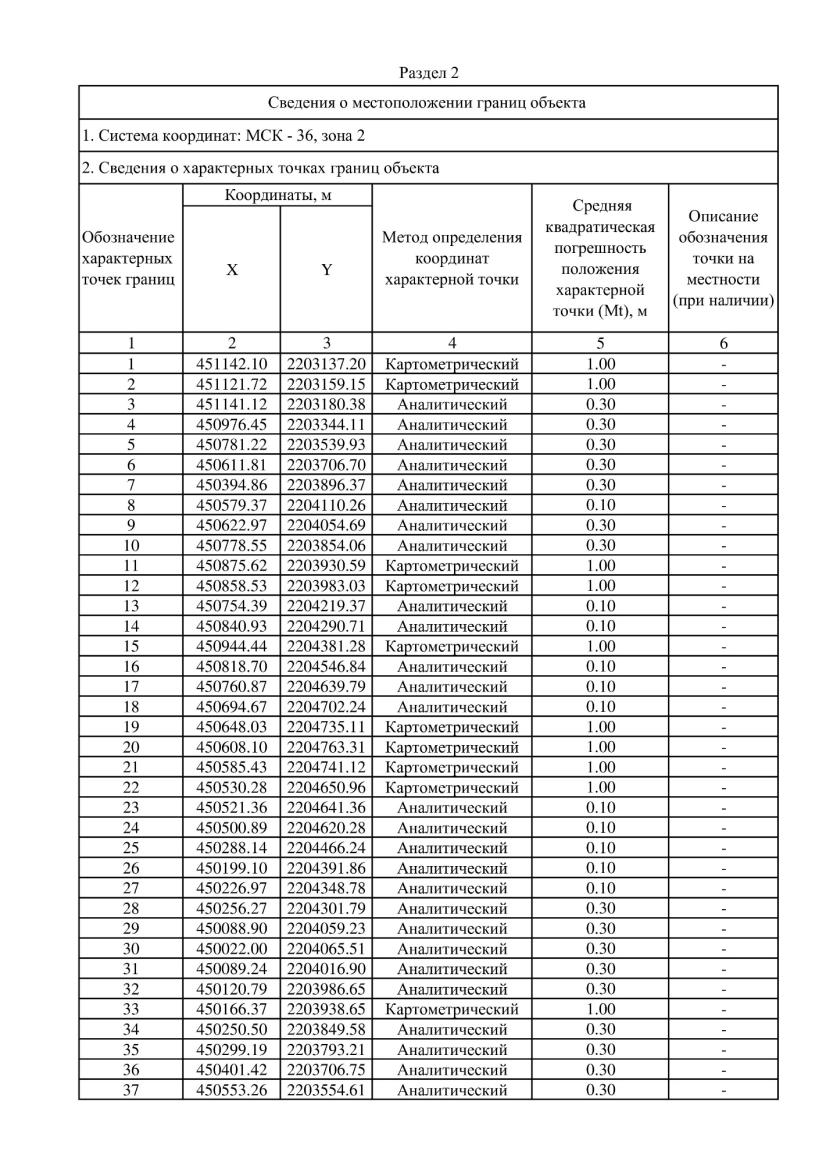 Раздел 2
Сведения о местоположении границ объекта
1. Система координат: МСК - 36, зона 2
2. Сведения о характерных точках границ объекта
Обозначение характерных точек границ
Координаты, м
X Y
Метод определения координат характерной точки
Средняя квадратическая погрешность положения характерной точки (Mt), м
Описание обозначения точки на местности (при наличии)
1 2 3 4 5 6
1 451142.10 2203137.20 Картометрический 1.00 -
2 451121.72 2203159.15 Картометрический 1.00 -
3 451141.12 2203180.38 Аналитический 0.30 -
4 450976.45 2203344.11 Аналитический 0.30 -
5 450781.22 2203539.93 Аналитический 0.30 -
6 450611.81 2203706.70 Аналитический 0.30 -
7 450394.86 2203896.37 Аналитический 0.30 -
8 450579.37 2204110.26 Аналитический 0.10 -
9 450622.97 2204054.69 Аналитический 0.30 -
10 450778.55 2203854.06 Аналитический 0.30 -
11 450875.62 2203930.59 Картометрический 1.00 -
12 450858.53 2203983.03 Картометрический 1.00 -
13 450754.39 2204219.37 Аналитический 0.10 -
14 450840.93 2204290.71 Аналитический 0.10 -
15 450944.44 2204381.28 Картометрический 1.00 -
16 450818.70 2204546.84 Аналитический 0.10 -
17 450760.87 2204639.79 Аналитический 0.10 -
18 450694.67 2204702.24 Аналитический 0.10 -
19 450648.03 2204735.11 Картометрический 1.00 -
20 450608.10 2204763.31 Картометрический 1.00 -
21 450585.43 2204741.12 Картометрический 1.00 -
22 450530.28 2204650.96 Картометрический 1.00 -
23 450521.36 2204641.36 Аналитический 0.10 -
24 450500.89 2204620.28 Аналитический 0.10 -
25 450288.14 2204466.24 Аналитический 0.10 -
26 450199.10 2204391.86 Аналитический 0.10 -
27 450226.97 2204348.78 Аналитический 0.10 -
28 450256.27 2204301.79 Аналитический 0.30 -
29 450088.90 2204059.23 Аналитический 0.30 -
30 450022.00 2204065.51 Аналитический 0.30 -
31 450089.24 2204016.90 Аналитический 0.30 -
32 450120.79 2203986.65 Аналитический 0.30 -
33 450166.37 2203938.65 Картометрический 1.00 -
34 450250.50 2203849.58 Аналитический 0.30 -
35 450299.19 2203793.21 Аналитический 0.30 -
36 450401.42 2203706.75 Аналитический 0.30 -
37 450553.26 2203554.61 Аналитический 0.30 -